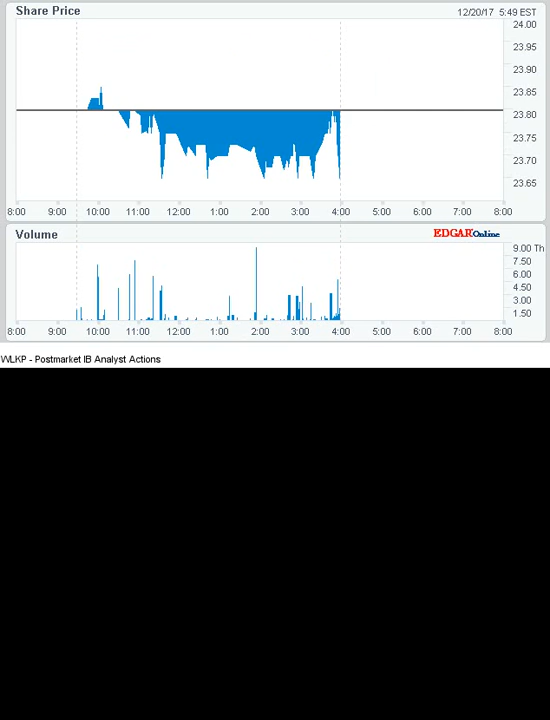 Share Price
12/20/17 5:49 EST
24.00
23.95
23.90
23.85
23.80
23.75
23.70
23.65
8:00 9:00 10:00 11:00 12:00 1:00 2:00 3:00 4:00 5:00 6:00 7:00 8:00
Volume
EDGAROnline
9.00 Th
7.50
6.00
4.50
3.00
1.50
8:00 9:00 10:00 11:00 12:00 1:00 2:00 3:00 4:00 5:00 6:00 7:00 8:00
WLKP - Postmarket IB Analyst Actions